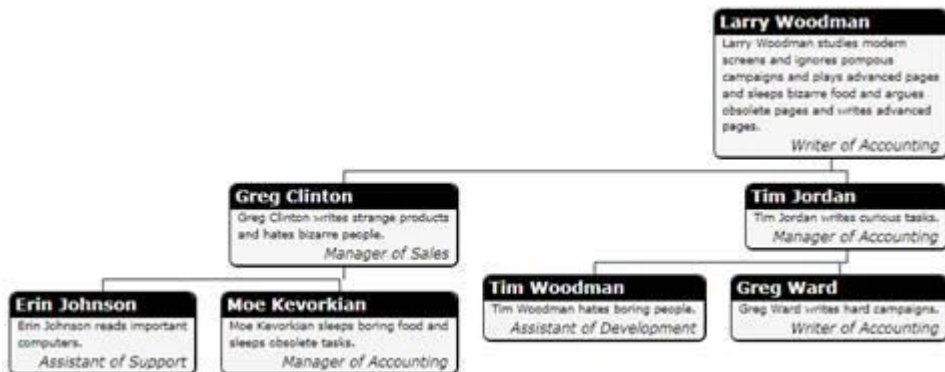 Larry Woodman
Larry Woodman studies modern
screens and ignores pompous
campaigns and plays advanced pages
and sleeps bizarre food and argues
obsolete pages and writes advanced
pages.
Writer of Accounting
Greg Clinton
Greg Clinton writes strange products
and hates bizarre people.
Manager of Sales
Tim Jordan
Tim Jordan writes curious tasks.
Manager of Accounting
Erin Johnson
Erin Johnson reads important
computers.
Assistant of Support
Moe Kevorkian
Moe Kevorkian sleeps boring food and
sleeps obsolete tasks.
Manager of Accounting
Tim Woodman
Tim Woodman hates boring people.
Assistant of Development
Greg Ward
Greg Ward writes hard campaigns.
Writer of Accounting